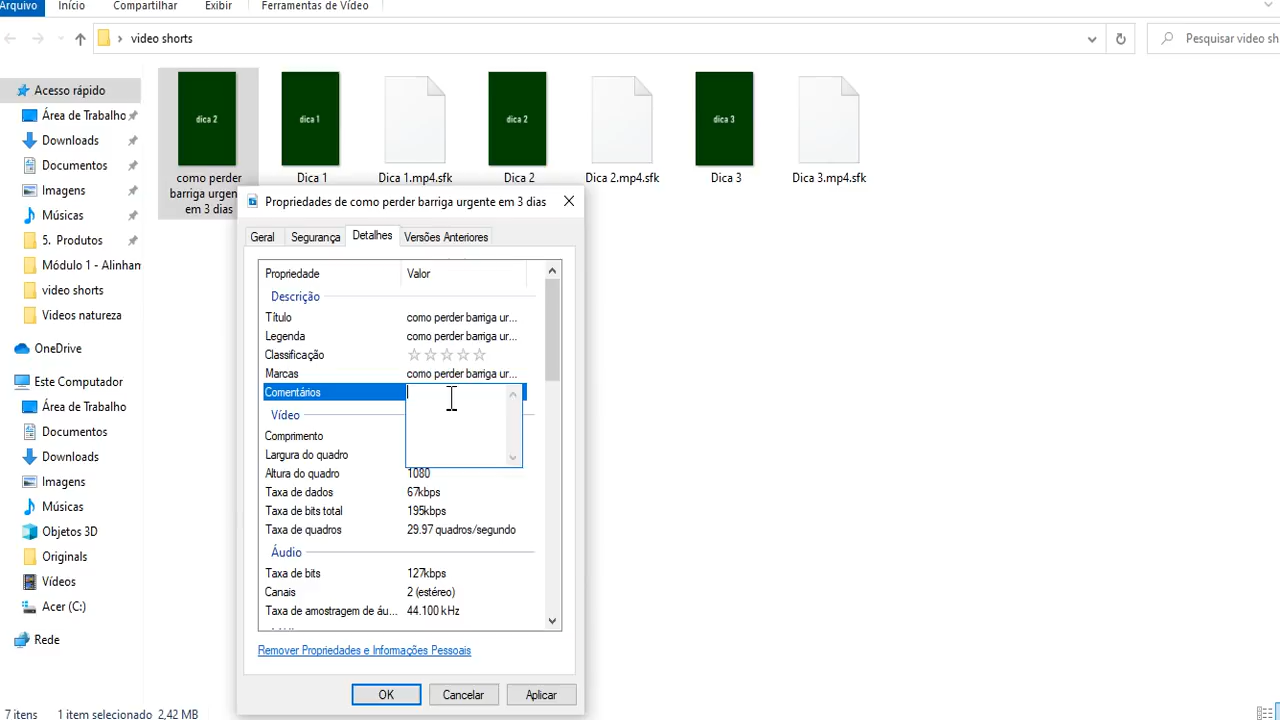 Arquivo Início Compartilhar Exibir Ferramentas de Vídeo
video shorts
Pesquisar video sh
Acesso rápido
Área de Trabalho
Downloads
Documentos
Imagens
Músicas
5. Produtos
Módulo 1 - Alinham
video shorts
Videos natureza
OneDrive
Este Computador
Área de Trabalho
Documentos
Downloads
Imagens
Músicas
Objetos 3D
Originals
Vídeos
Acer (C:)
Rede
dica 2
como perder
barriga urgen
em 3 dias
dica 1
Dica 1
Dica 1.mp4.sfk
dica 2
Dica 2
Dica 2.mp4.sfk
dica 3
Dica 3
Dica 3.mp4.sfk
Propriedades de como perder barriga urgente em 3 dias
Geral Segurança Detalhes Versões Anteriores
Propriedade Valor
Descrição
Título como perder barriga ur...
Legenda como perder barriga ur...
Classificação
Marcas como perder barriga ur...
Comentários
Vídeo
Comprimento
Largura do quadro
Altura do quadro 1080
Taxa de dados 67kbps
Taxa de bits total 195kbps
Taxa de quadros 29.97 quadros/segundo
Áudio
Taxa de bits 127kbps
Canais 2 (estéreo)
Taxa de amostragem de áu... 44.100 kHz
Remover Propriedades e Informações Pessoais
OK Cancelar Aplicar
7 itens 1 item selecionado 2,42 MB